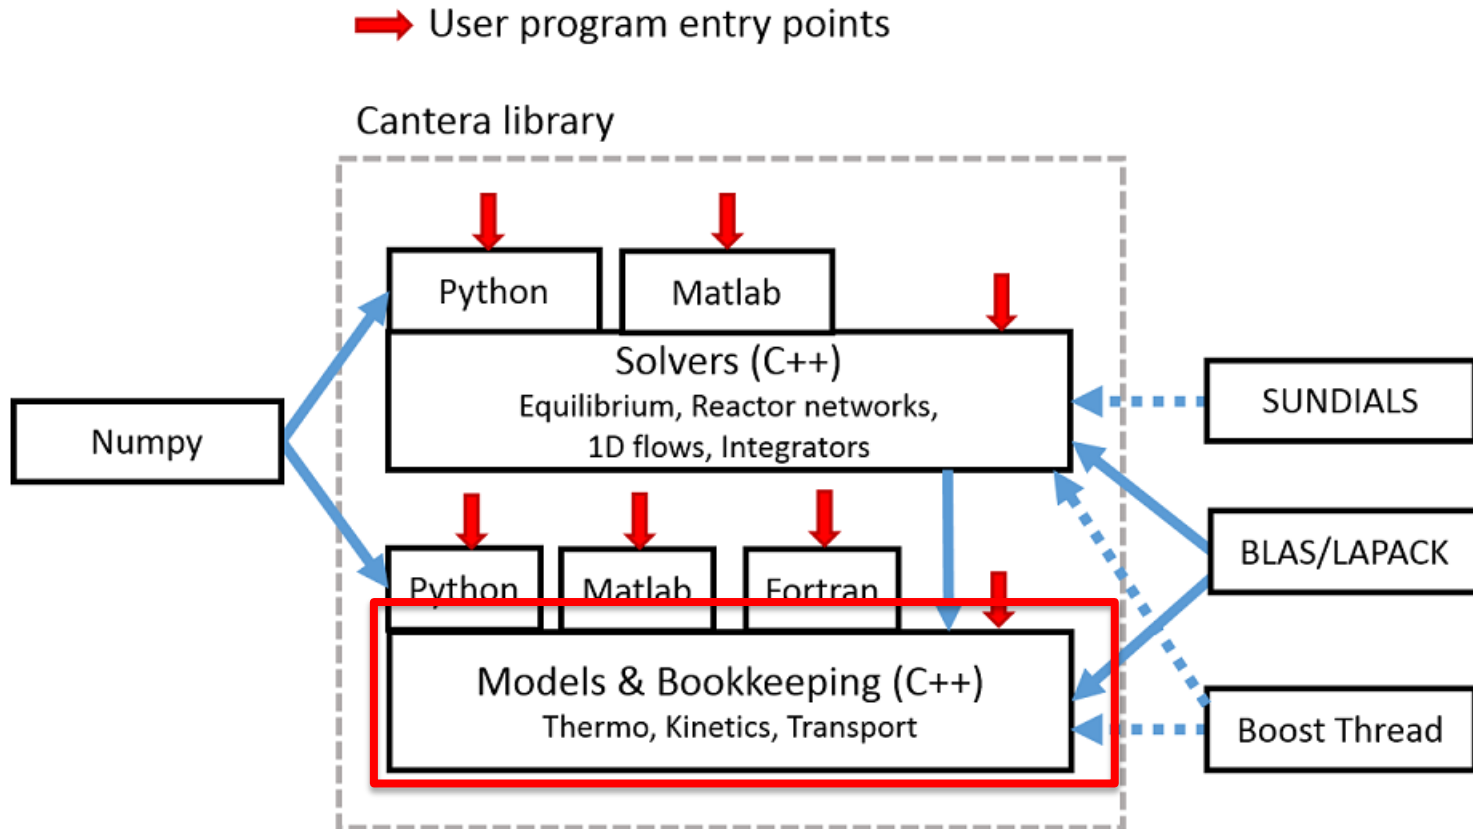 User program entry points
Cantera library
Python
Matlab
Solvers (C++)
Equilibrium, Reactor networks,
1D flows, Integrators
Numpy
SUNDIALS
BLAS/LAPACK
Python
Matlab
Fortran
Models & Bookkeeping (C++)
Thermo, Kinetics, Transport
Boost Thread